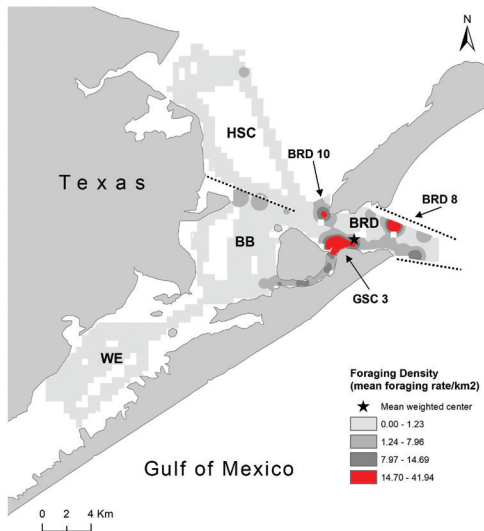 N
HSC
BRD 10
Texas
BRD 8
BRD
BB
GSC 3
WE
Foraging Density
(mean foraging rate/km2)
Mean weighted center
0.00 - 1.23
1.24 - 7.96
7.97 - 14.69
14.70 - 41.94
Gulf of Mexico
0 2 4 Km